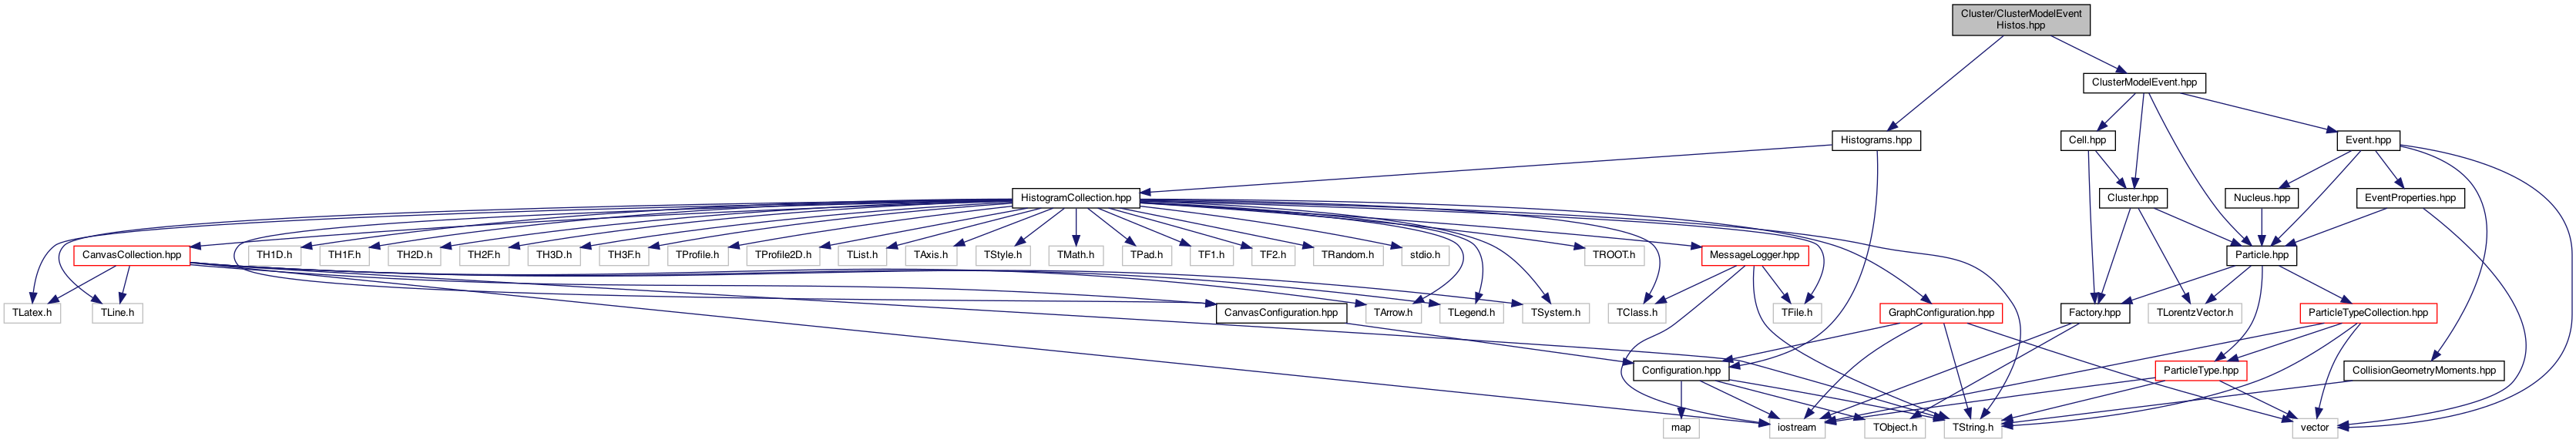 Cluster/ClusterModelEvent
Histos.hpp
ClusterModelEvent.hpp
Histograms.hpp
Cell.hpp
Event.hpp
HistogramCollection.hpp
Cluster.hpp
Nucleus.hpp
EventProperties.hpp
CanvasCollection.hpp
TH1D.h
TH1F.h
TH2D.h
TH2F.h
TH3D.h
TH3F.h
TProfile.h
TProfile2D.h
TList.h
TAxis.h
TStyle.h
TMath.h
TPad.h
TF1.h
TF2.h
TRandom.h
stdio.h
TROOT.h
MessageLogger.hpp
Particle.hpp
TLatex.h
TLine.h
CanvasConfiguration.hpp
TArrow.h
TLegend.h
TSystem.h
TClass.h
TFile.h
GraphConfiguration.hpp
Factory.hpp
TLorentzVector.h
ParticleTypeCollection.hpp
Configuration.hpp
ParticleType.hpp
CollisionGeometryMoments.hpp
map
iostream
TObject.h
TString.h
vector